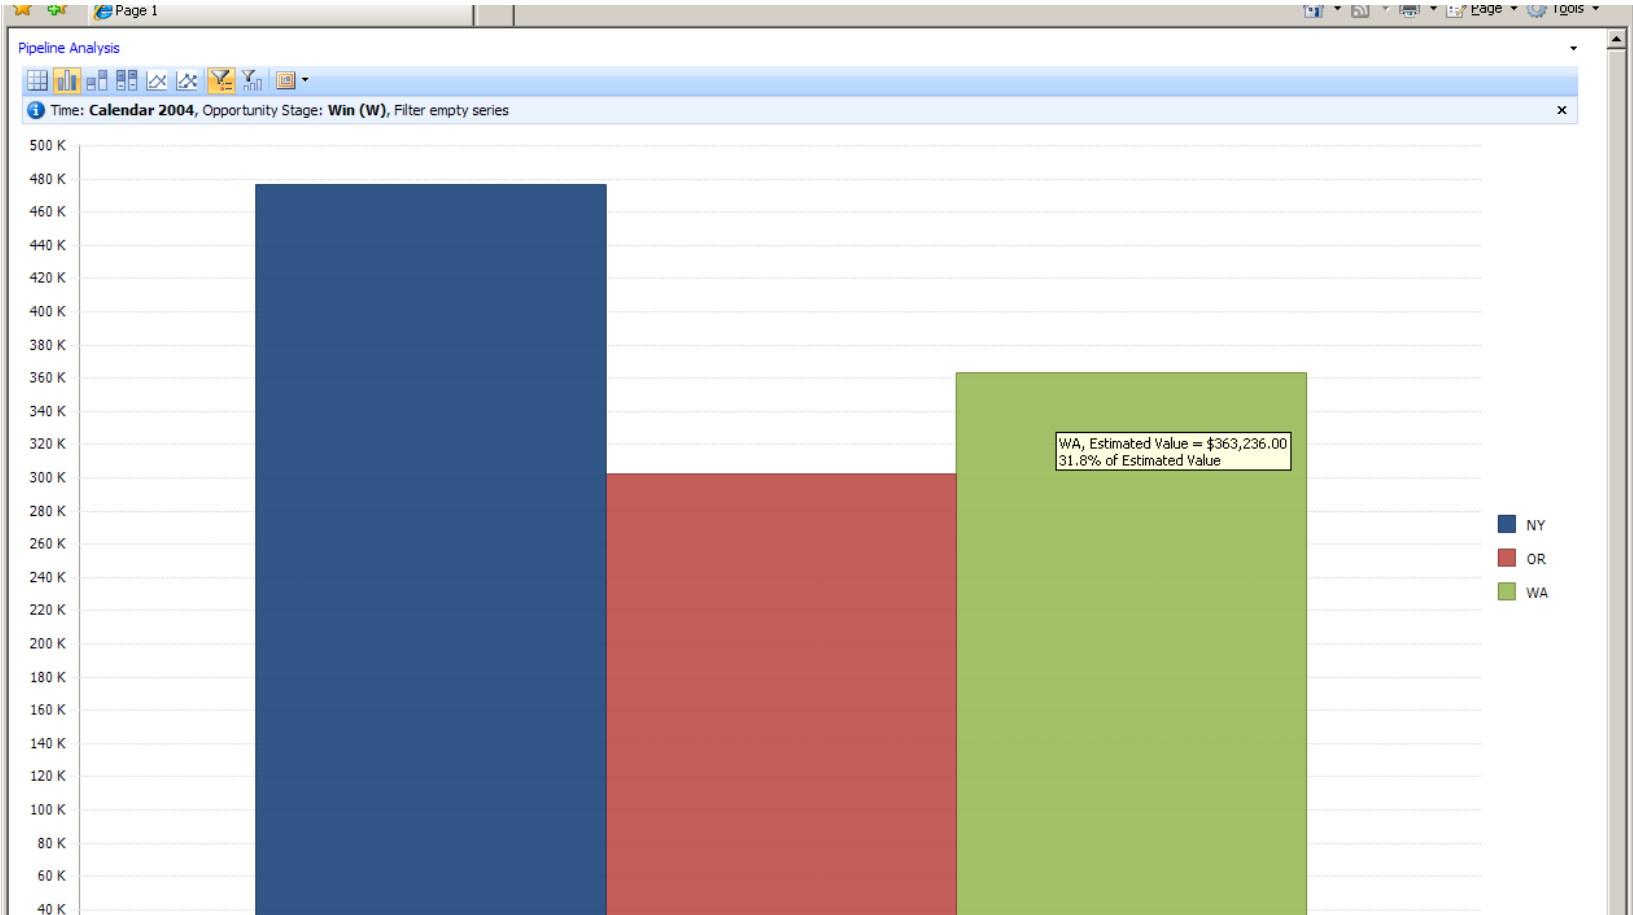 Page 1
Page
Tools
Pipeline Analysis
Time: Calendar 2004, Opportunity Stage: Win (W), Filter empty series
500 K
480 K
460 K
440 K
420 K
400 K
380 K
360 K
340 K
320 K
300 K
280 K
260 K
240 K
220 K
200 K
180 K
160 K
140 K
120 K
100 K
80 K
60 K
40 K
WA, Estimated Value = $363,236.00
31.8% of Estimated Value
NY
OR
WA